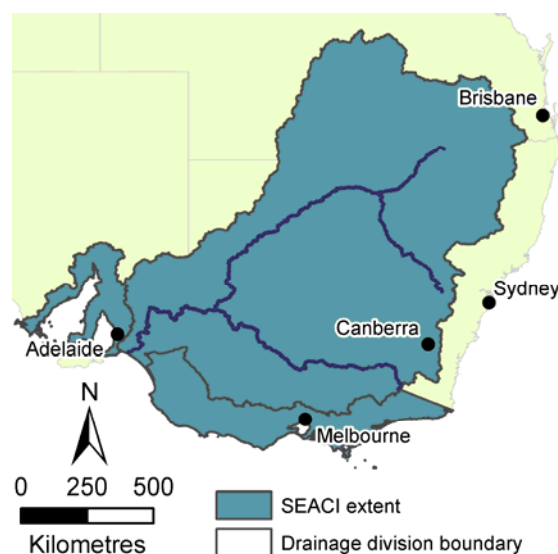 Brisbane
Sydney
Canberra
Adelaide
N
Melbourne
0 250 500
Kilometres
SEACI extent
Drainage division boundary